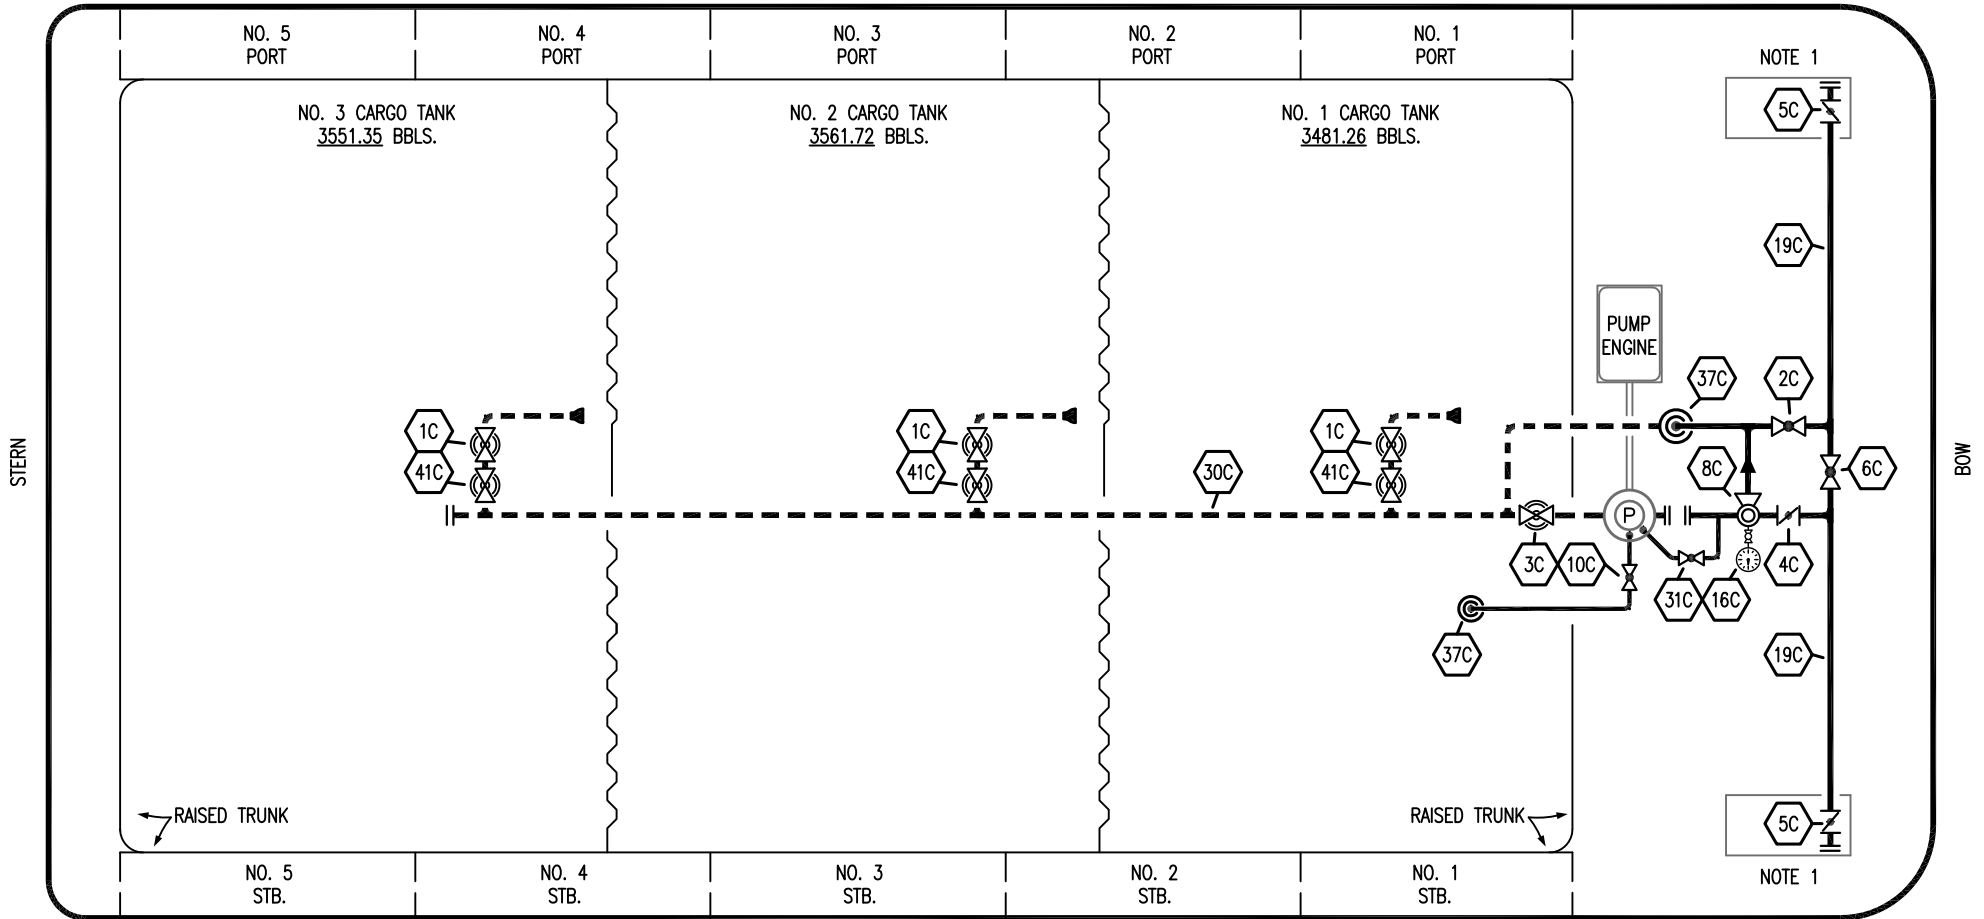 NO. 5
PORT
NO. 4
PORT
NO. 3
PORT
NO. 2
PORT
NO. 1
PORT
NOTE 1
NO. 3 CARGO TANK
3551.35 BBLS.
NO. 2 CARGO TANK
3561.72 BBLS.
NO. 1 CARGO TANK
3481.26 BBLS.
5C
19C
PUMP
ENGINE
37C
2C
1C
41C
1C
41C
30C
1C
41C
8C
6C
STERN
BOW
P
3C
10C
31C
16C
4C
37C
19C
RAISED TRUNK
RAISED TRUNK
5C
NO. 5
STB.
NO. 4
STB.
NO. 3
STB.
NO. 2
STB.
NO. 1
STB.
NOTE 1